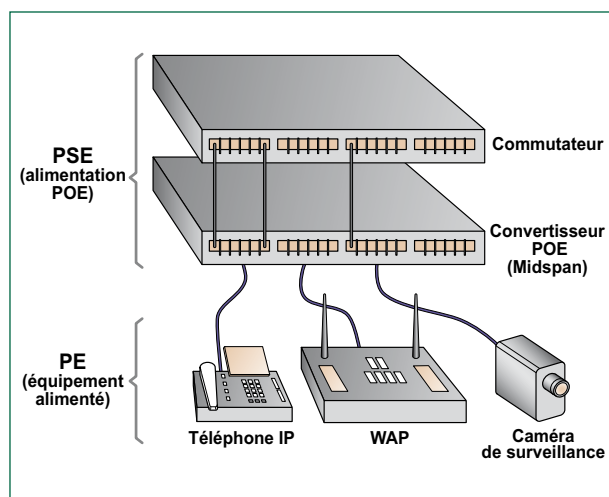 PSE
(alimentation
POE)
Commutateur
Convertisseur
POE
(Midspan)
PE
(équipement
alimenté)
Téléphone IP
WAP
Caméra
de surveillance